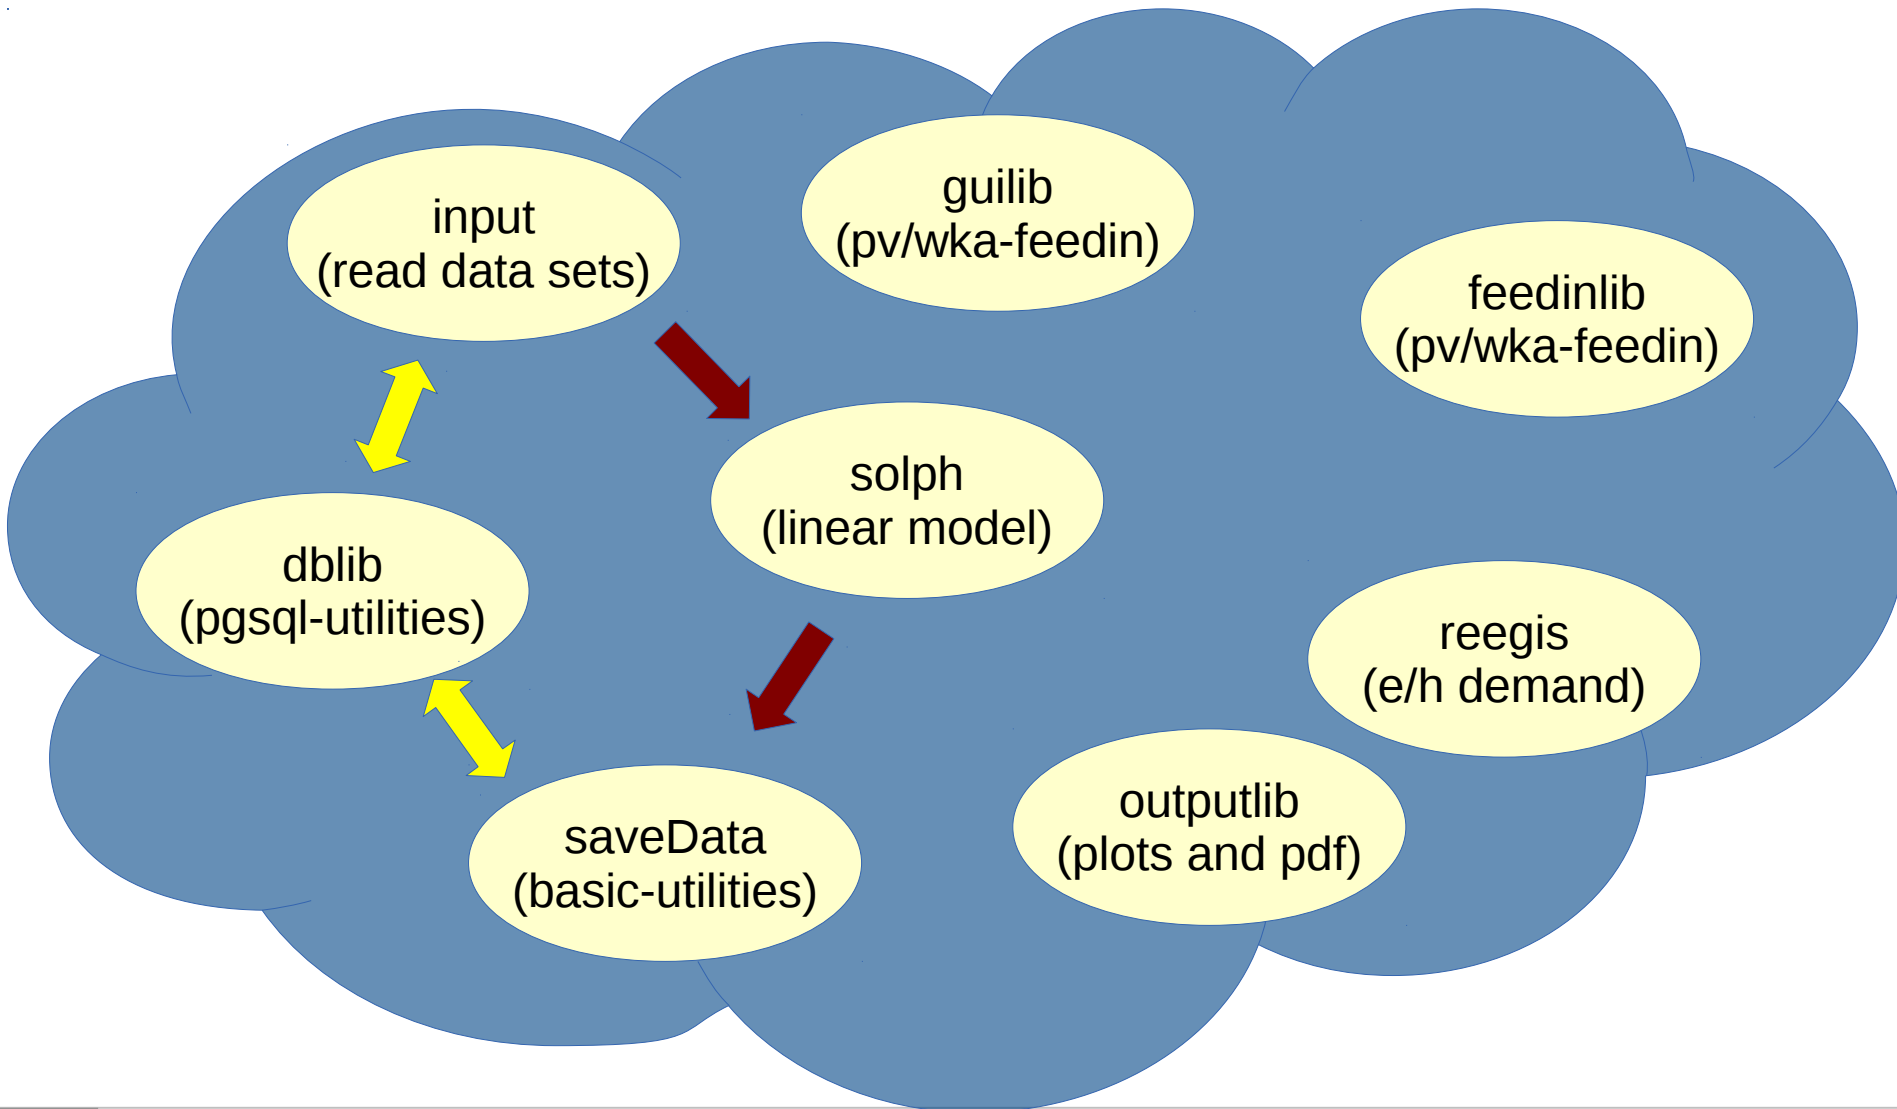 input
(read data sets)
guilib
(pv/wka-feedin)
feedinlib
(pv/wka-feedin)
solph
(linear model)
dblib
(pgsql-utilities)
reegis
(e/h demand)
outputlib
(plots and pdf)
saveData
(basic-utilities)